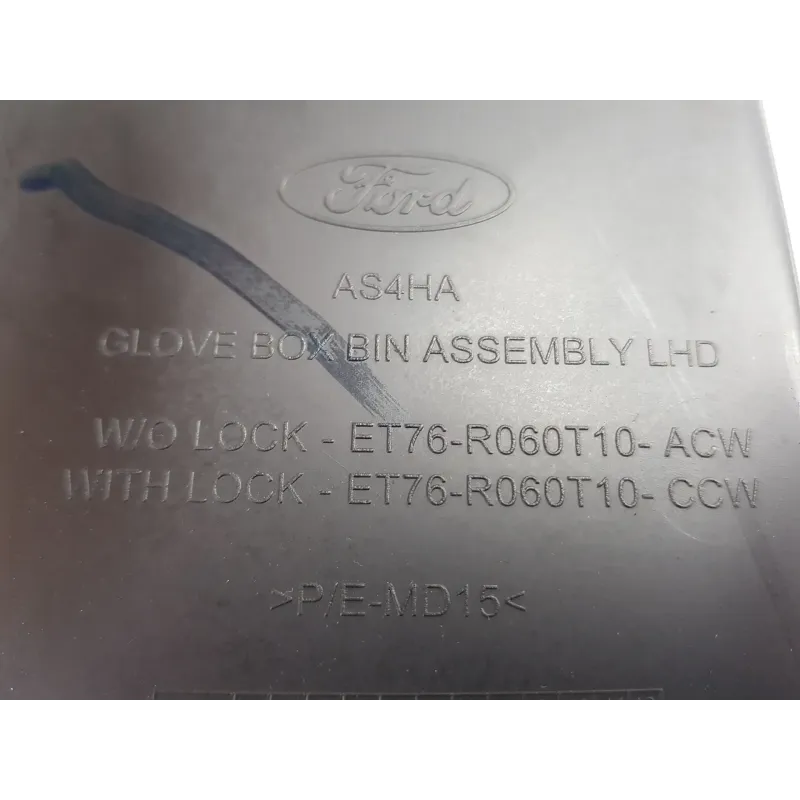 Ford
AS4HA
GLOVE BOX BIN ASSEMBLY LHD
W/O LOCK - ET76-R060T10- ACW
WITH LOCK - ET76-R060T10- CCW
>P/E-MD15<